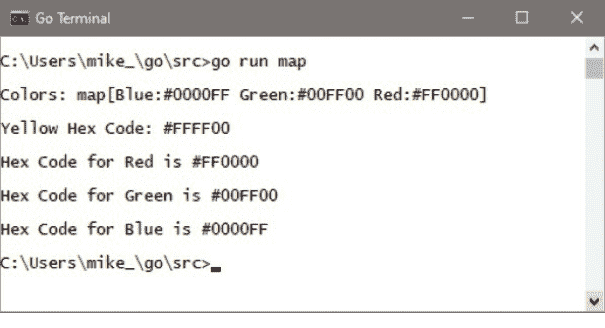 Go Terminal
C:\Users\mike_\go\src>go run map
Colors: map[Blue:#0000FF Green:#00FF00 Red:#FF0000]
Yellow Hex Code: #FFFF00
Hex Code for Red is #FF0000
Hex Code for Green is #00FF00
Hex Code for Blue is #0000FF
C:\Users\mike_\go\src>_